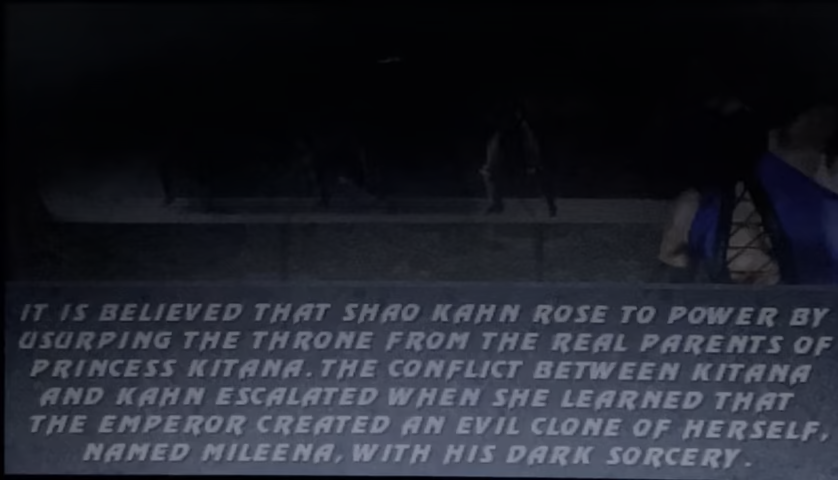 IT IS BELIEVED THAT SHAO KAHN ROSE TO POWER BY
USURPING THE THRONE FROM THE REAL PARENTS OF
PRINCESS KITANA. THE CONFLICT BETWEEN KITANA
AND KAHN ESCALATED WHEN SHE LEARNED THAT
THE EMPEROR CREATED AN EVIL CLONE OF HERSELF,
NAMED MILEENA, WITH HIS DARK SORCERY.